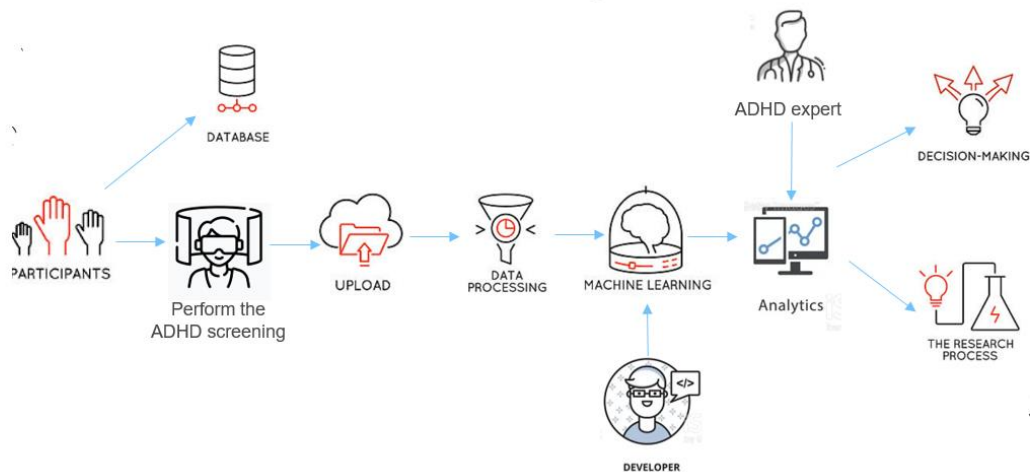 ADHD expert
DATABASE
DECISION-MAKING
PARTICIPANTS
Perform the
ADHD screening
UPLOAD
DATA
PROCESSING
MACHINE LEARNING
Analytics
THE RESEARCH
PROCESS
</>
DEVELOPER